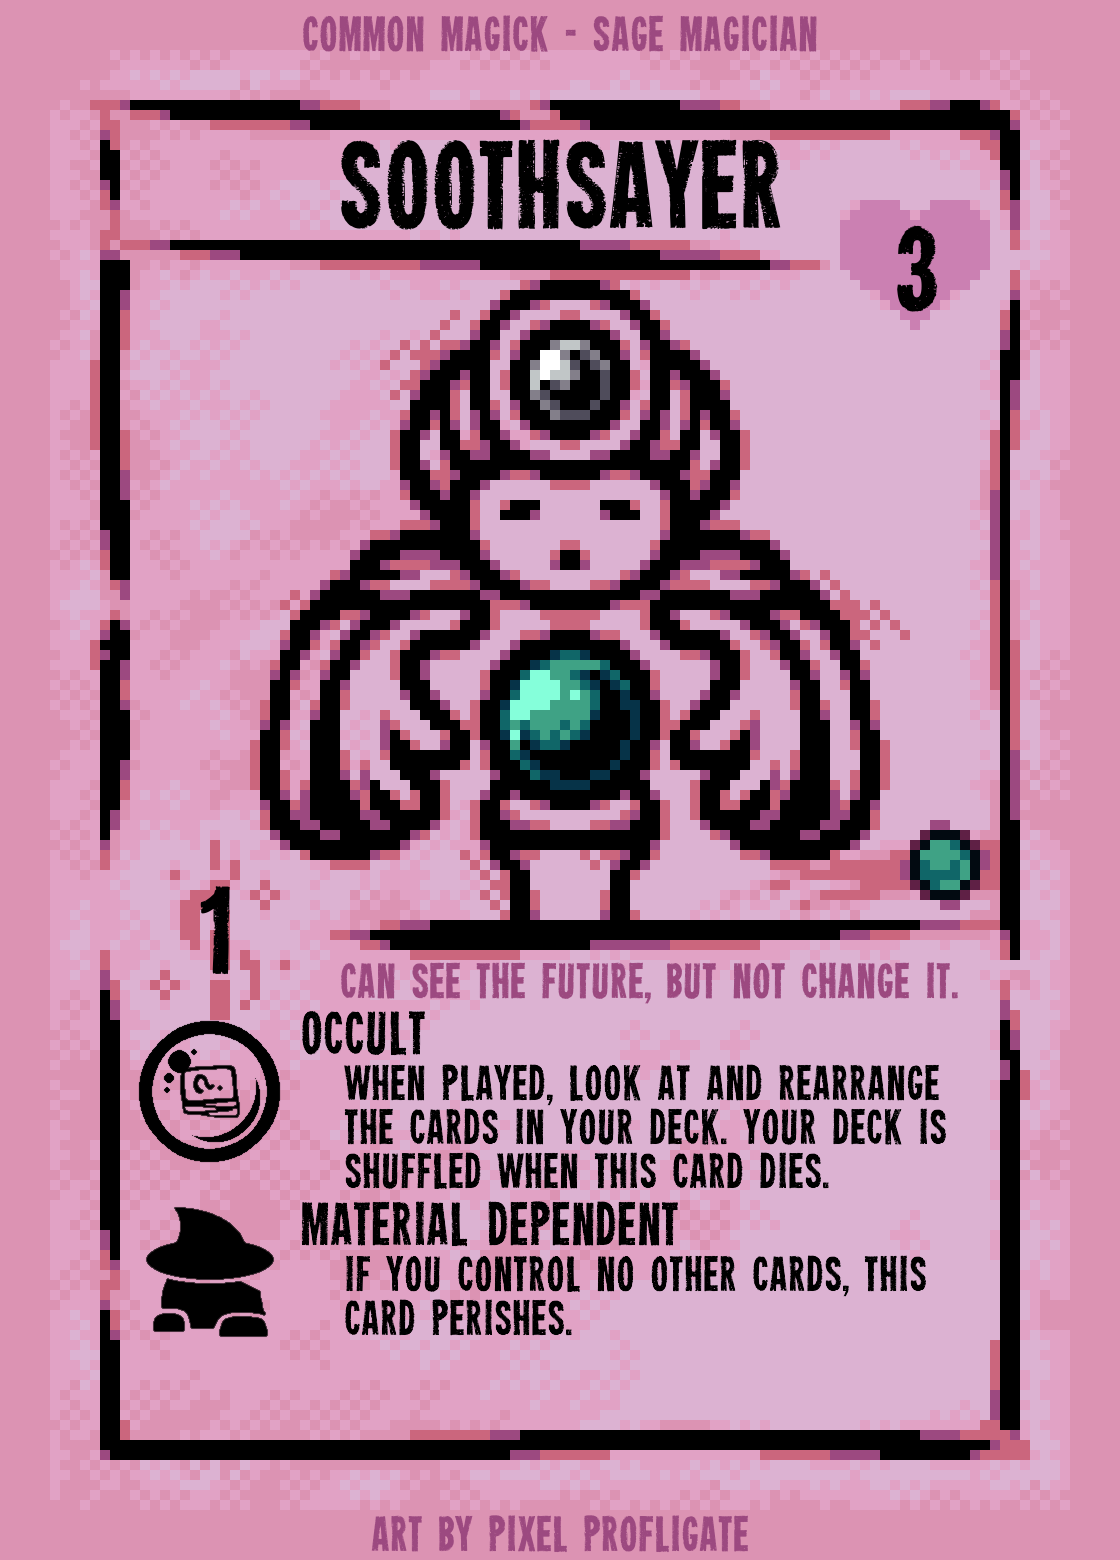 COMMON MAGICK - SAGE MAGICIAN
SOOTHSAYER
3
1
CAN SEE THE FUTURE, BUT NOT CHANGE IT.
OCCULT
WHEN PLAYED, LOOK AT AND REARRANGE
THE CARDS IN YOUR DECK. YOUR DECK IS
SHUFFLED WHEN THIS CARD DIES.
?
MATERIAL DEPENDENT
IF YOU CONTROL NO OTHER CARDS, THIS
CARD PERISHES.
ART BY PIXEL PROFLIGATE